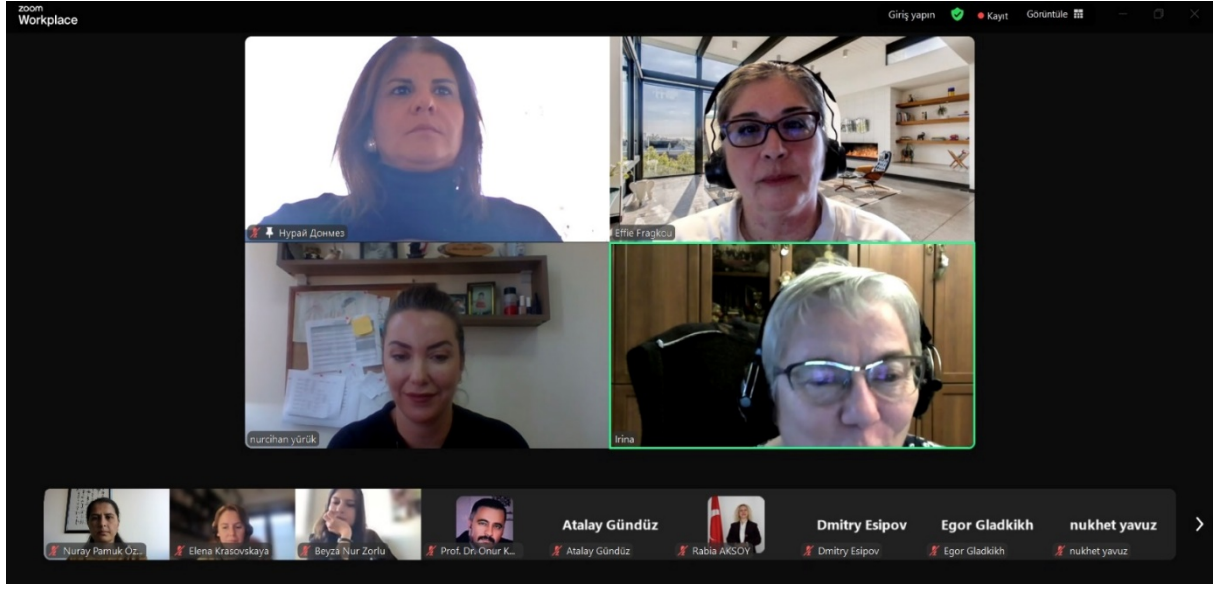 zoom
Workplace
Giriş yapın
Kayıt
Görüntüle
Нурай Донмез
Effie Fragkou
nurcihan yürük
Irina
Atalay Gündüz
Dmitry Esipov
Egor Gladkikh
nukhet yavuz
Nuray Pamuk Öz...
Elena Krasovskaya
Beyza Nur Zorlu
Prof. Dr. Onur K...
Atalay Gündüz
Rabia AKSOY
Dmitry Esipov
Egor Gladkikh
nukhet yavuz